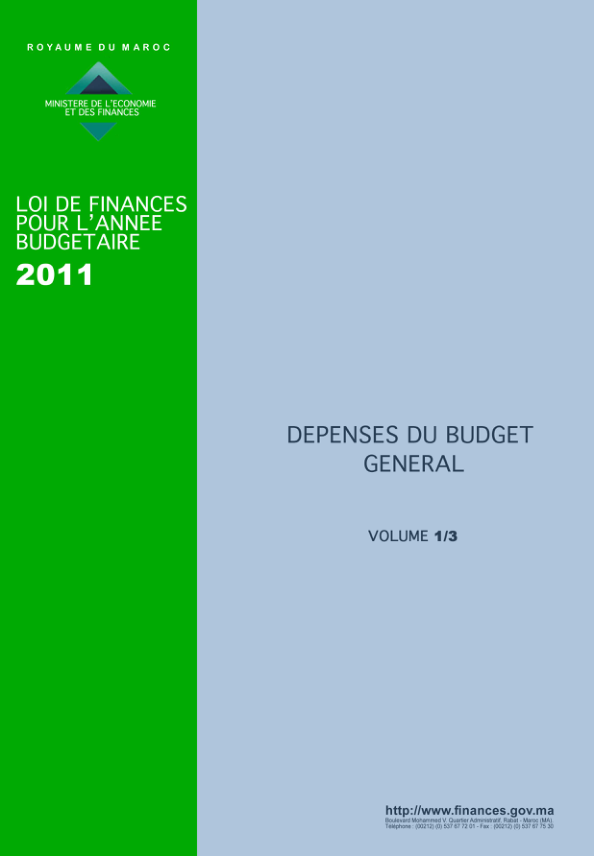 ROYAUME DU MAROC
MINISTERE DE L'ECONOMIE
ET DES FINANCES
LOI DE FINANCES
POUR L'ANNEE
BUDGETAIRE
2011
DEPENSES DU BUDGET
GENERAL
VOLUME 1/3
http://www.finances.gov.ma
Boulevard Mohammed V. Quartier Administratif. Rabat - Maroc (MA).
Téléphone : (00212) (0) 537 67 72 01 - Fax : (00212) (0) 537 67 75 30